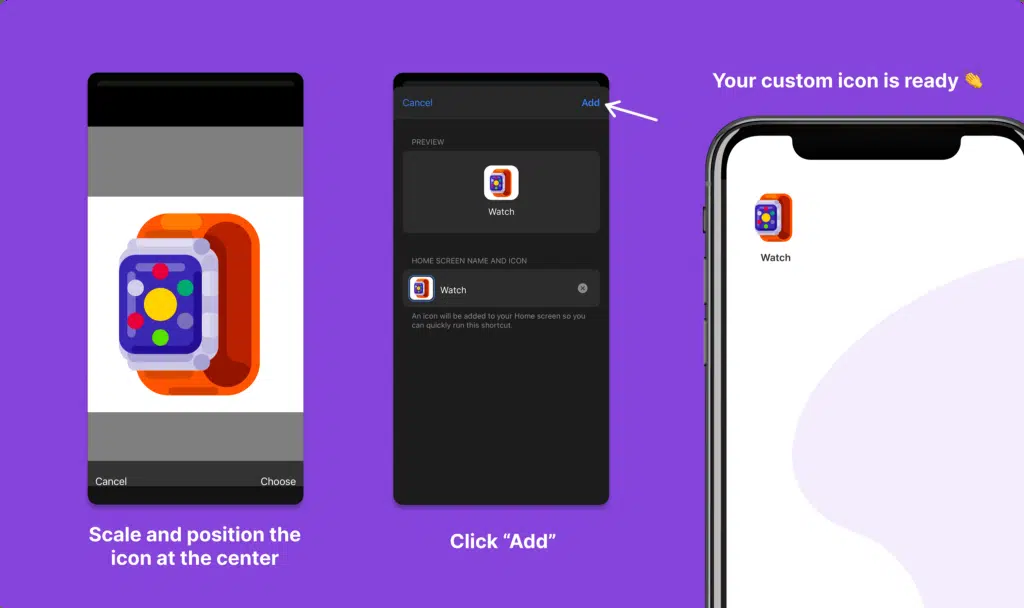 Cancel
Choose
Scale and position the
icon at the center
Cancel
Add
PREVIEW
Watch
HOME SCREEN NAME AND ICON
Watch
An icon will be added to your Home screen so you
can quickly run this shortcut.
Click “Add”
Your custom icon is ready 👏
Watch